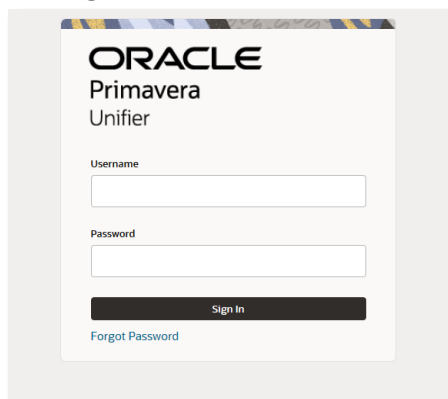 ORACLE
Primavera
Unifier
Username
Password
Sign In
Forgot Password